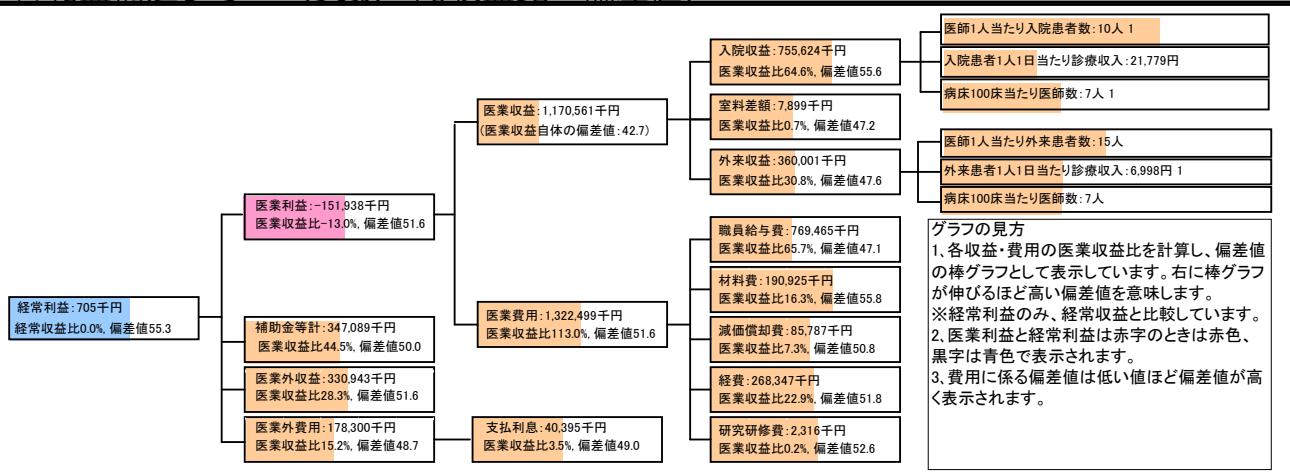 経常利益:705千円
経常収益比0.0%, 偏差値55.3
医業利益:-151,938千円
医業収益比-13.0%, 偏差値51.6
補助金等計:347,089千円
医業収益比44.5%, 偏差値50.0
医業外収益:330,943千円
医業収益比28.3%, 偏差値51.6
医業外費用:178,300千円
医業収益比15.2%, 偏差値48.7
支払利息:40,395千円
医業収益比3.5%, 偏差値49.0
医業収益:1,170,561千円
(医業収益自体の偏差値:42.7)
医業費用:1,322,499千円
医業収益比113.0%, 偏差値51.6
入院収益:755,624千円
医業収益比64.6%, 偏差値55.6
室料差額:7,899千円
医業収益比0.7%, 偏差値47.2
外来収益:360,001千円
医業収益比30.8%, 偏差値47.6
職員給与費:769,465千円
医業収益比65.7%, 偏差値47.1
材料費:190,925千円
医業収益比16.3%, 偏差値55.8
減価償却費:85,787千円
医業収益比7.3%, 偏差値50.8
経費:268,347千円
医業収益比22.9%, 偏差値51.8
研究研修費:2,316千円
医業収益比0.2%, 偏差値52.6
医師1人当たり入院患者数:10人 1
入院患者1人1日当たり診療収入:21,779円
病床100床当たり医師数:7人 1
医師1人当たり外来患者数:15人
外来患者1人1日当たり診療収入:6,998円 1
病床100床当たり医師数:7人
グラフの見方
1、各収益・費用の医業収益比を計算し、偏差値
の棒グラフとして表示しています。右に棒グラフ
が伸びるほど高い偏差値を意味します。
※経常利益のみ、経常収益と比較しています。
2、医業利益と経常利益は赤字のときは赤色、
黒字は青色で表示されます。
3、費用に係る偏差値は低い値ほど偏差値が高
く表示されます。